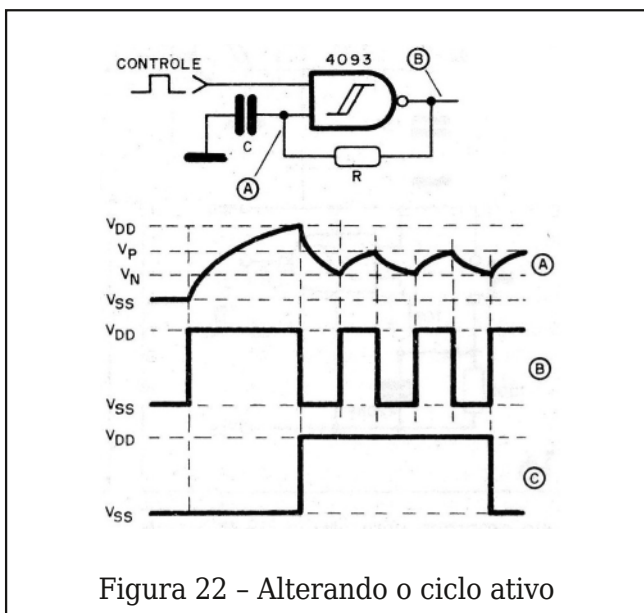 CONTROLE
4093
B
C
A
R
VDD
VP
VN
VSS
A
VDD
B
VSS
VDD
C
VSS
Figura 22 – Alterando o ciclo ativo